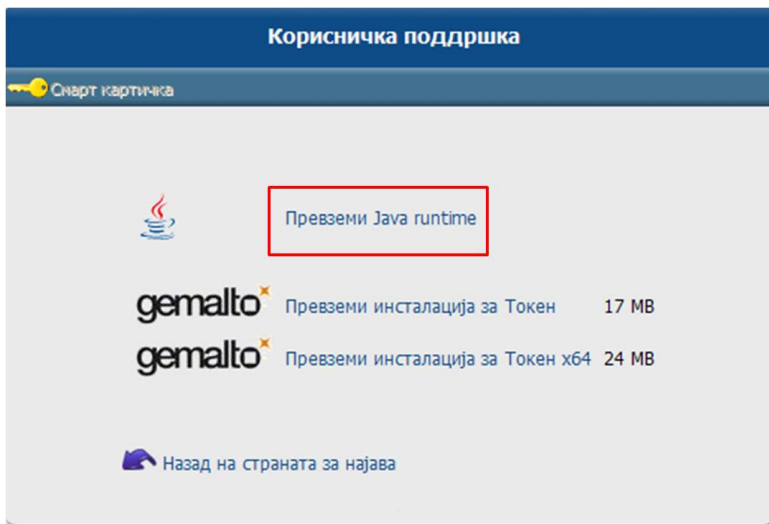 Корисничка поддршка
Смарт картичка
Превземи Java runtime
gemalto Превземи инсталација за Токен 17 MB
gemalto Превземи инсталација за Токен x64 24 MB
Назад на страната за најава